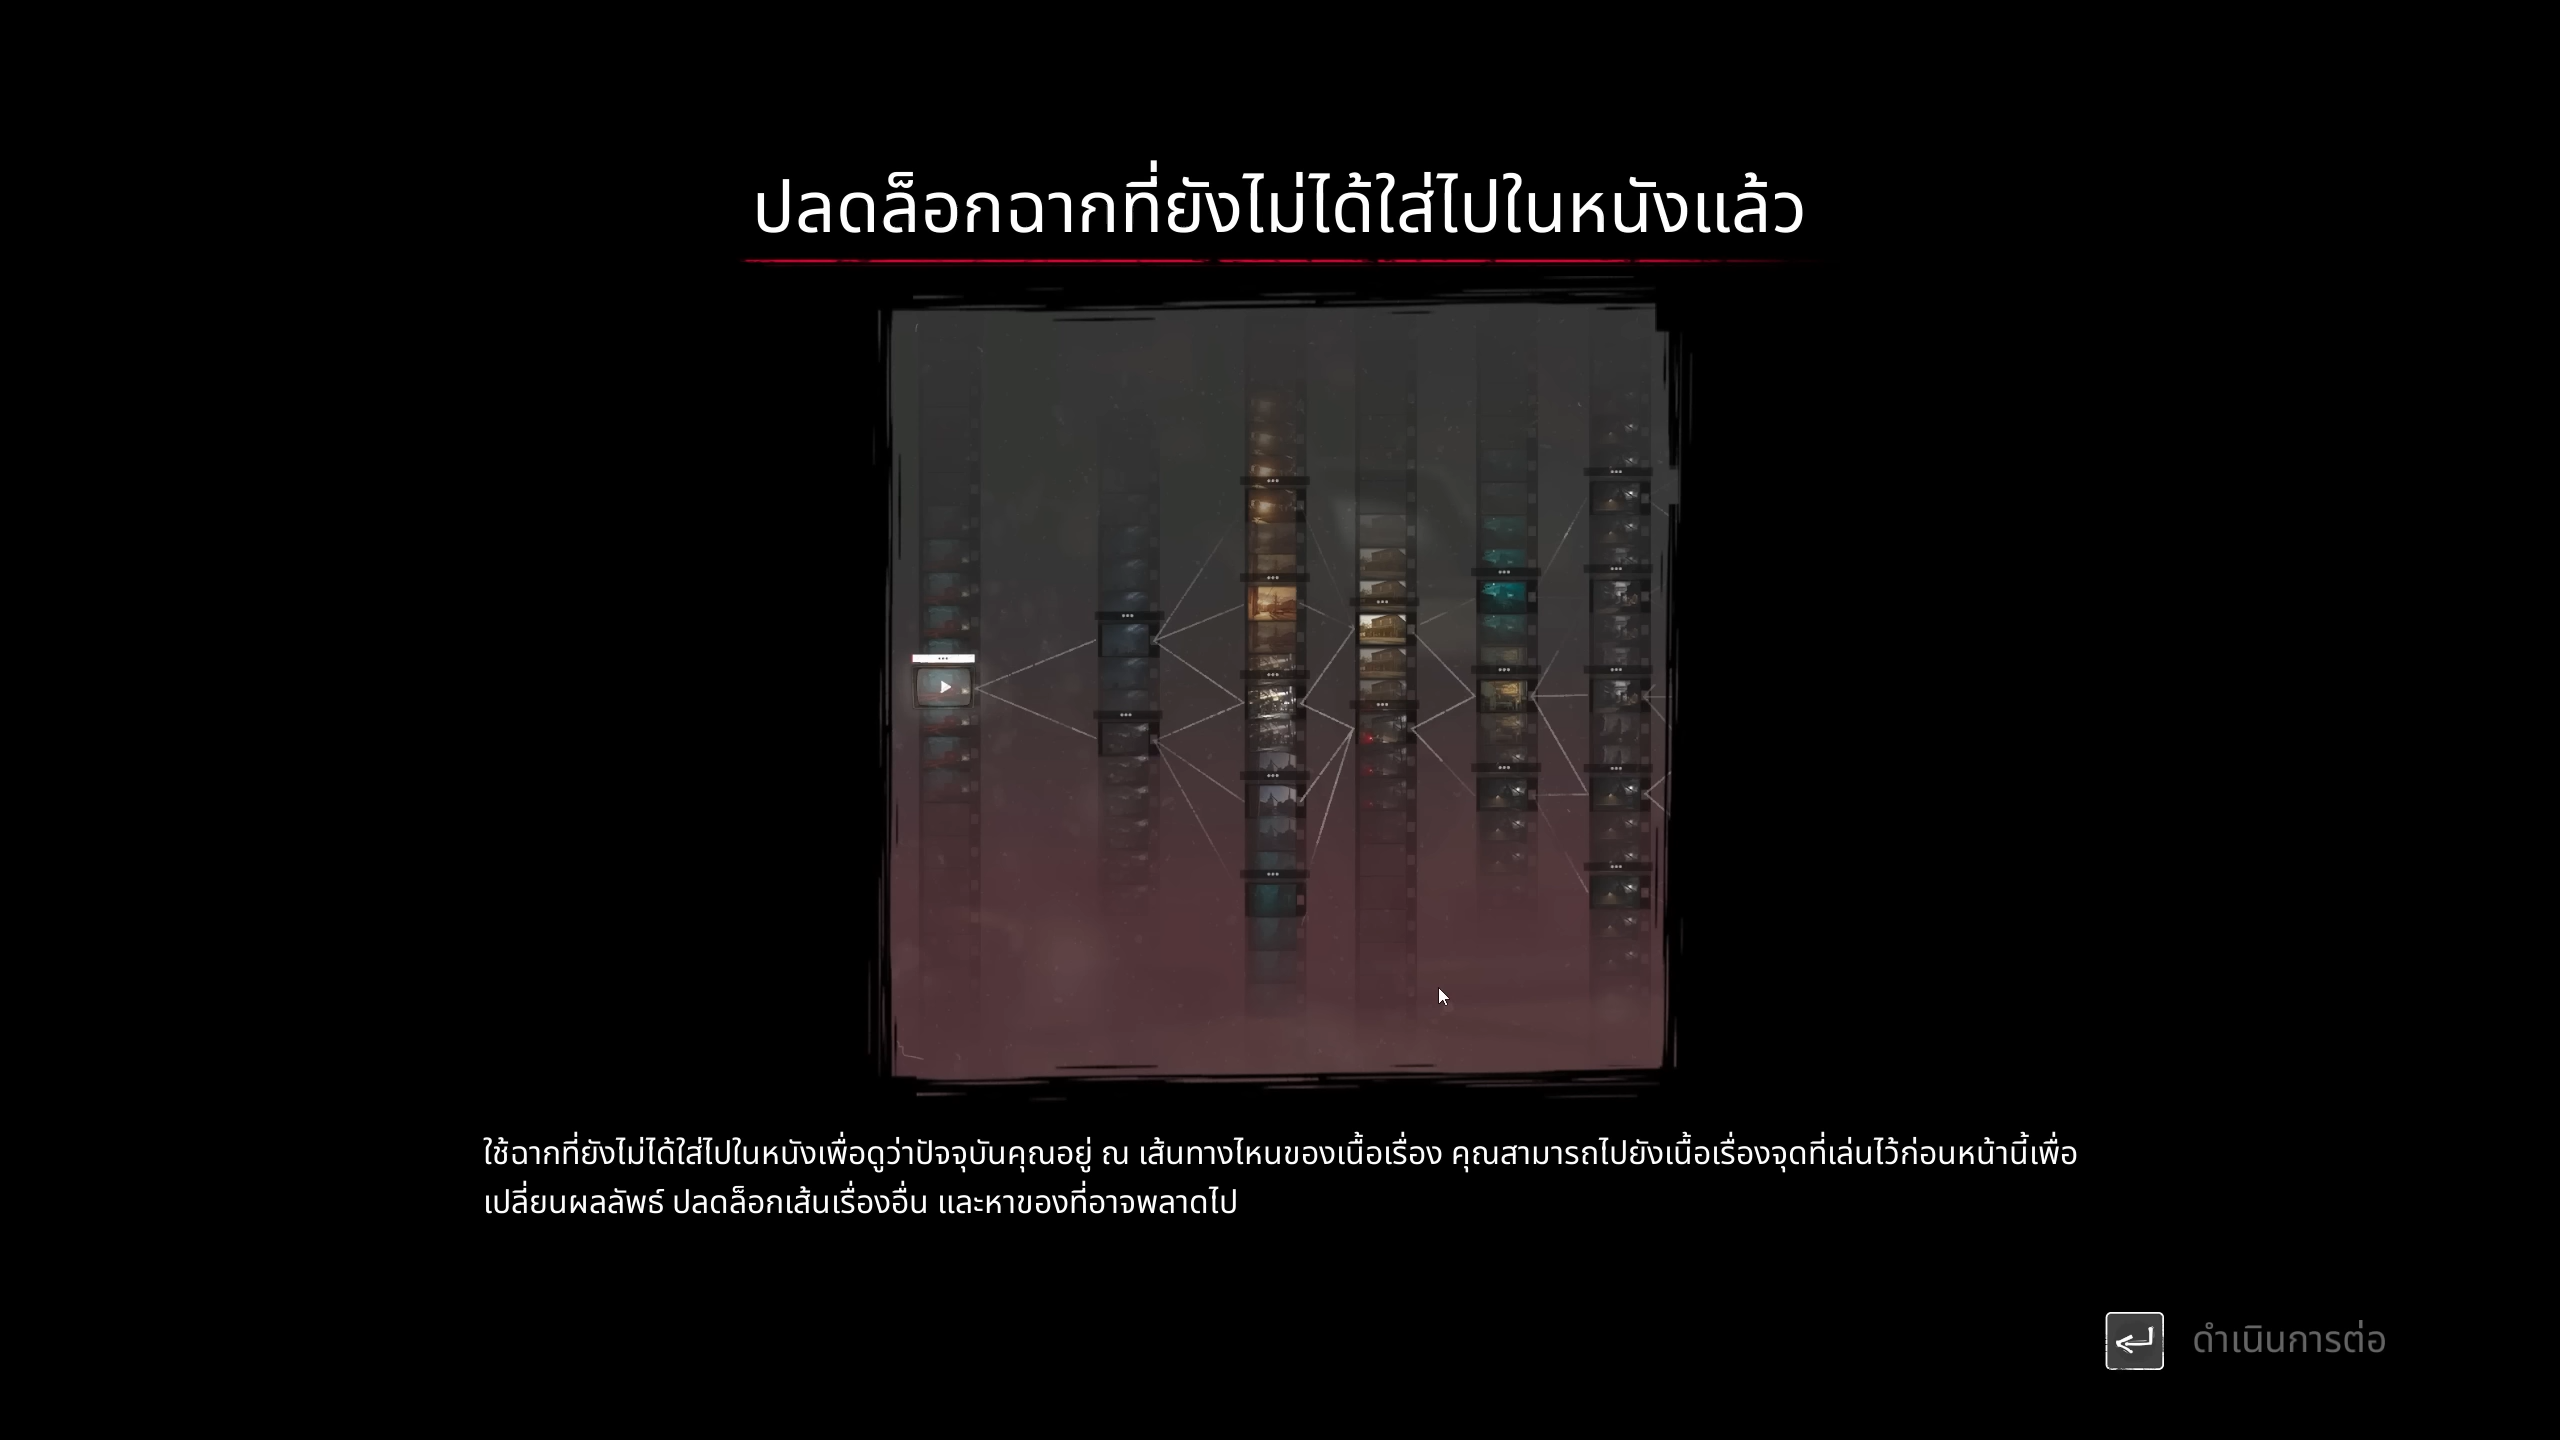 ปลดล็อกฉากที่ยังไม่ได้ใส่ไปในหนังแล้ว
ใช้ฉากที่ยังไม่ได้ใส่ไปในหนังเพื่อดูว่าปัจจุบันคุณอยู่ ณ เส้นทางไหนของเนื้อเรื่อง คุณสามารถไปยังเนื้อเรื่องจุดที่เล่นไว้ก่อนหน้านี้เพื่อ
เปลี่ยนผลลัพธ์ ปลดล็อกเส้นเรื่องอื่น และหาของที่อาจพลาดไป
ดำเนินการต่อ